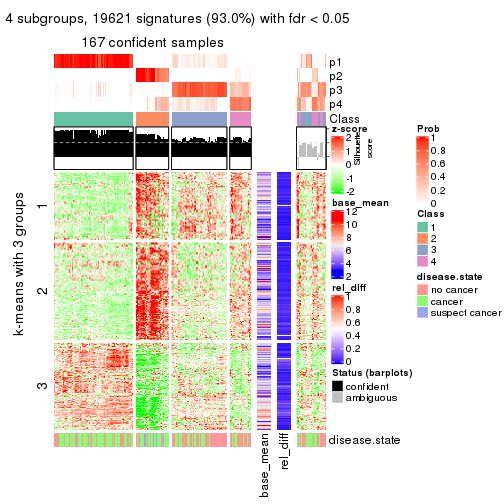 4 subgroups, 19621 signatures (93.0%) with fdr < 0.05
167 confident samples
p1
p2
p3
p4
Class
Silhouette
score
k-means with 3 groups
1
2
3
disease.state
base_mean
rel_diff
z-score
2
1
0
-1
-2
base_mean
12
10
8
6
4
2
rel_diff
1
0.8
0.6
0.4
0.2
0
Status (barplots)
confident
ambiguous
Prob
1
0.8
0.6
0.4
0.2
0
Class
1
2
3
4
disease.state
no cancer
cancer
suspect cancer